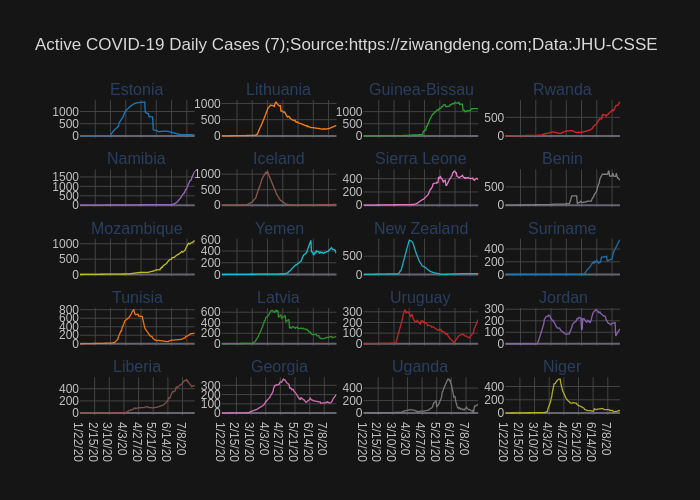 Active COVID-19 Daily Cases (7);Source:https://ziwangdeng.com;Data:JHU-CSSE
Estonia Lithuania Guinea-Bissau Rwanda
1000 1000 1000
500 500 500 500
0 0 0 0
Namibia Iceland Sierra Leone Benin
1500 1000 400 500
1000 500 200
500
0 0 0 0
Mozambique Yemen New Zealand Suriname
1000 600 500 400
500 400 200
200
0 0 0 0
Tunisia Latvia Uruguay Jordan
800 600 300 300
600 400 200 200
400 200 100 100
200
0 0 0 0
Liberia Georgia Uganda Niger
400 300 400 400
200 200 200 200
100
0 0 0 0
1/22/20 2/15/20 3/10/20 4/3/20 4/27/20 5/21/20 6/14/20 7/8/20 1/22/20 2/15/20 3/10/20 4/3/20 4/27/20 5/21/20 6/14/20 7/8/20 1/22/20 2/15/20 3/10/20 4/3/20 4/27/20 5/21/20 6/14/20 7/8/20 1/22/20 2/15/20 3/10/20 4/3/20 4/27/20 5/21/20 6/14/20 7/8/20